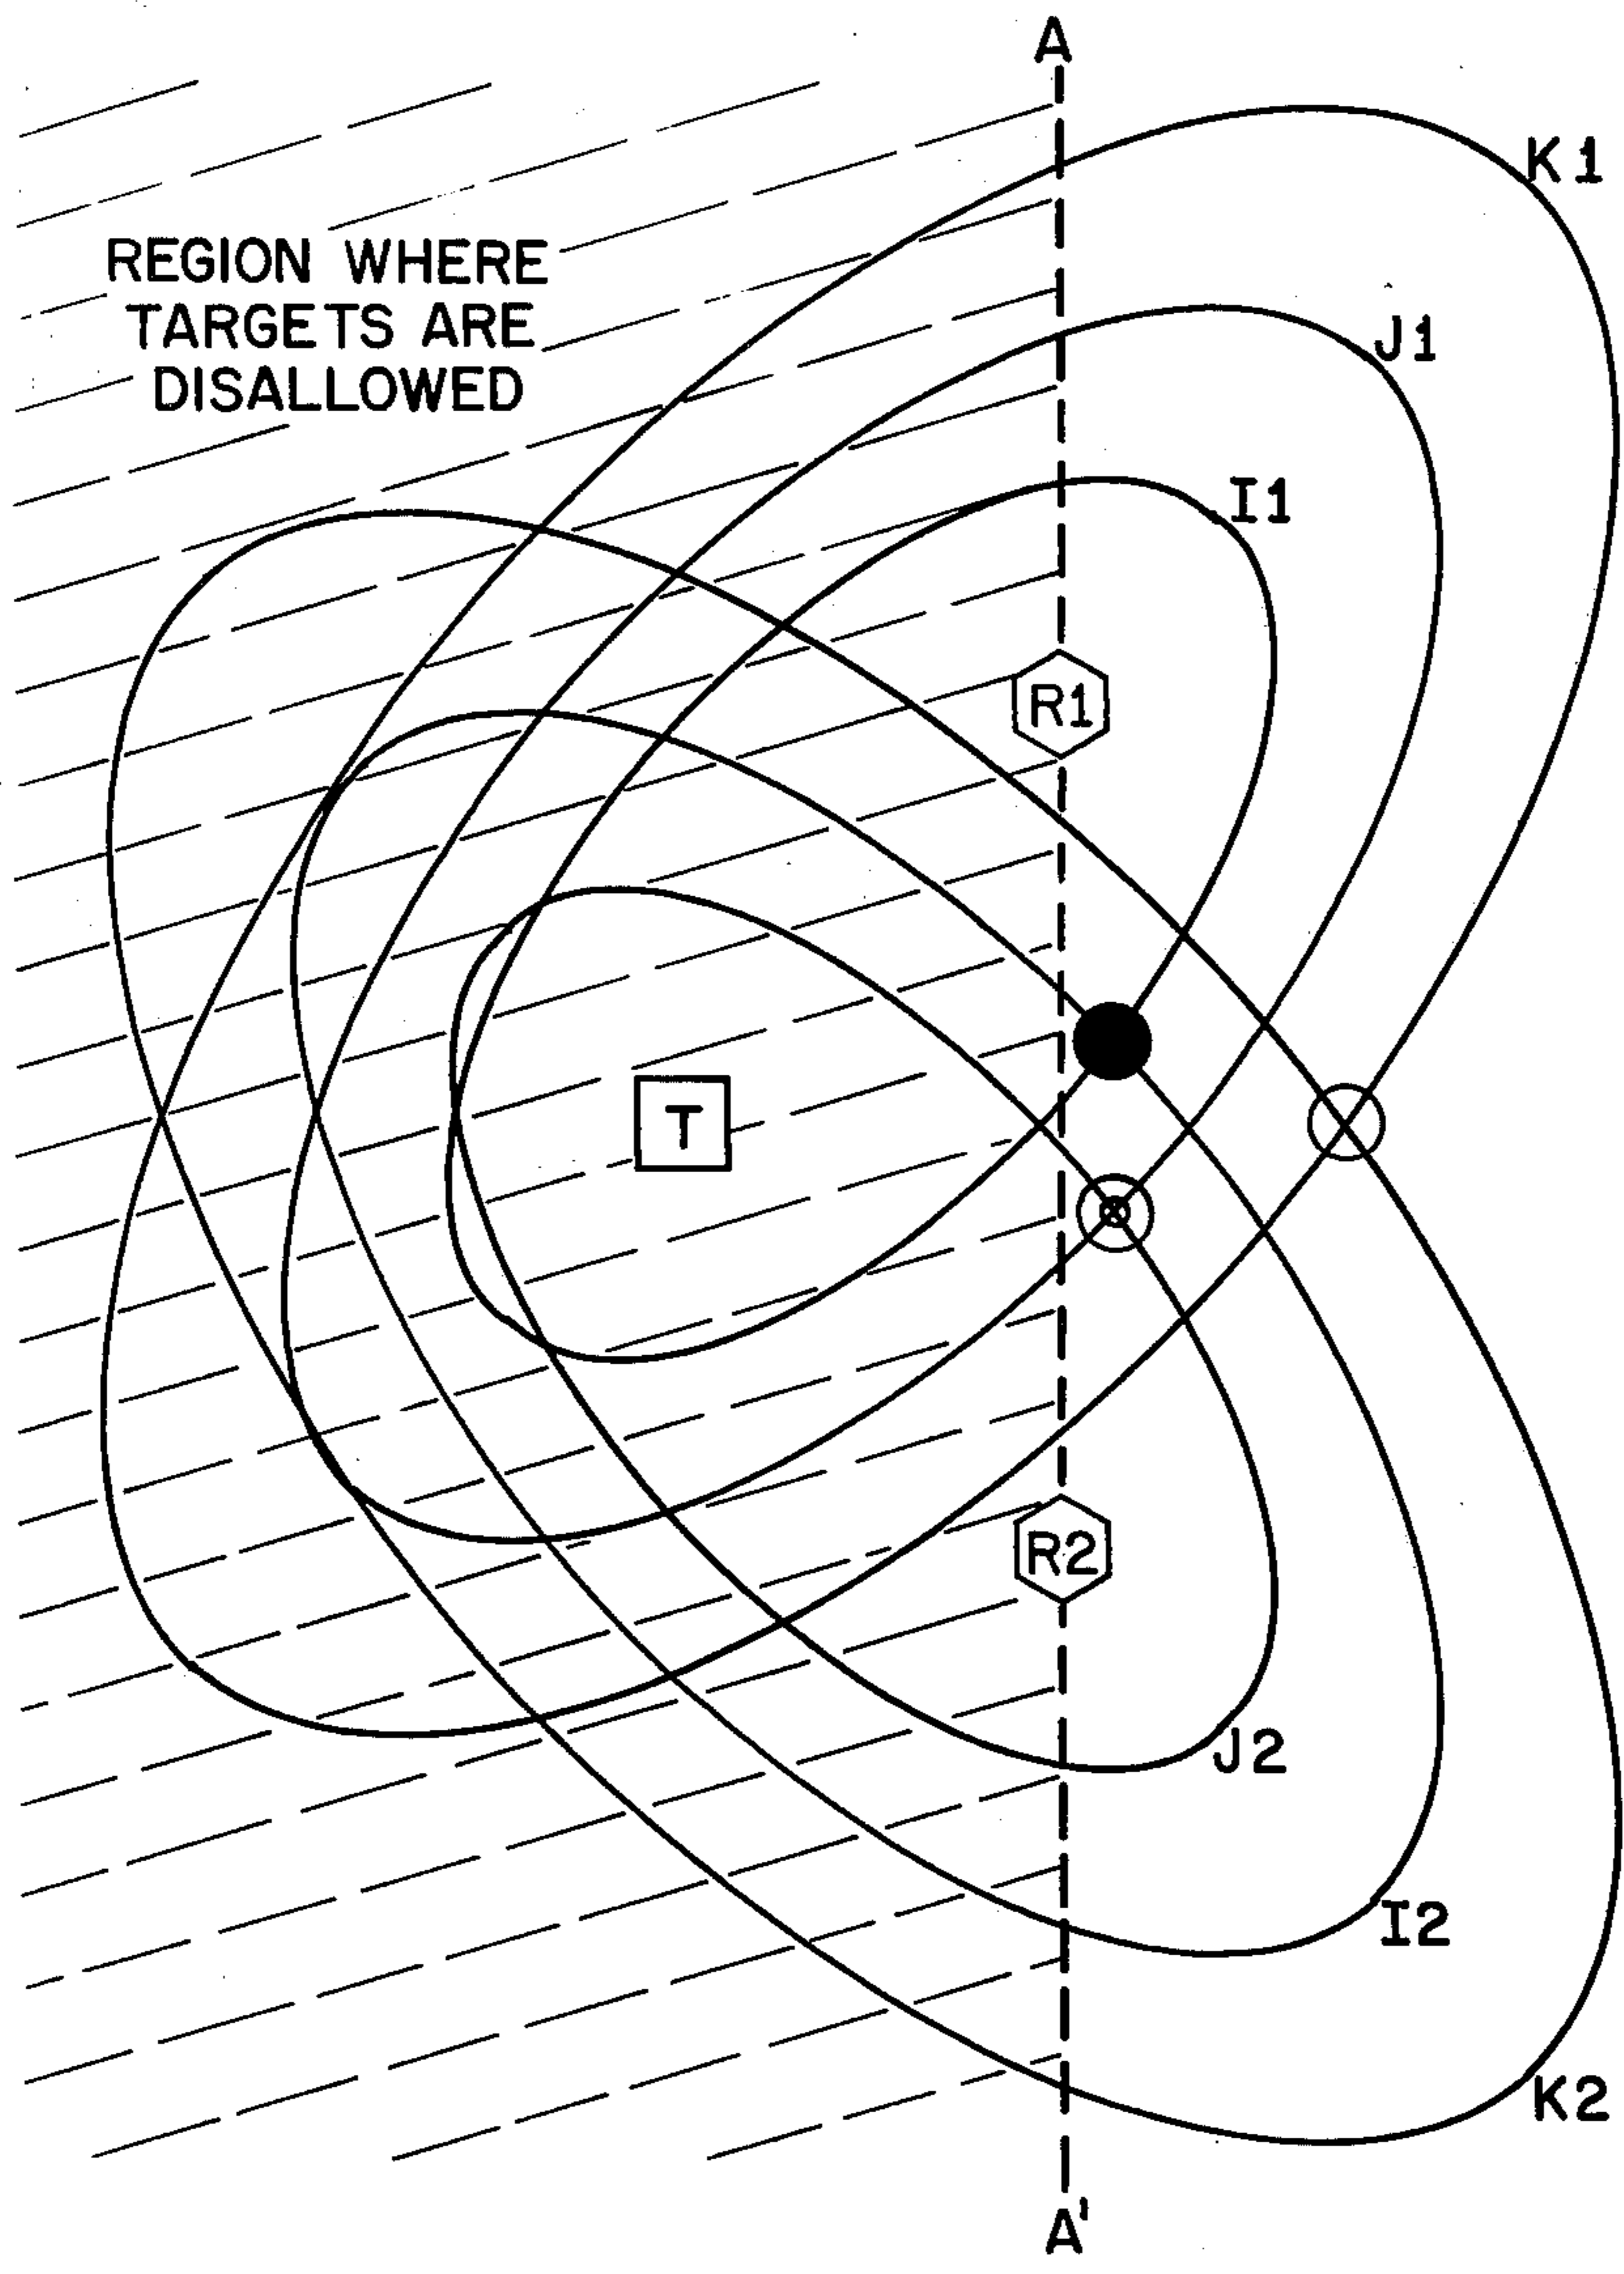 A
K1
REGION WHERE
TARGETS ARE
DISALLOWED
J1
I1
R1
T
R2
J2
I2
K2
A'